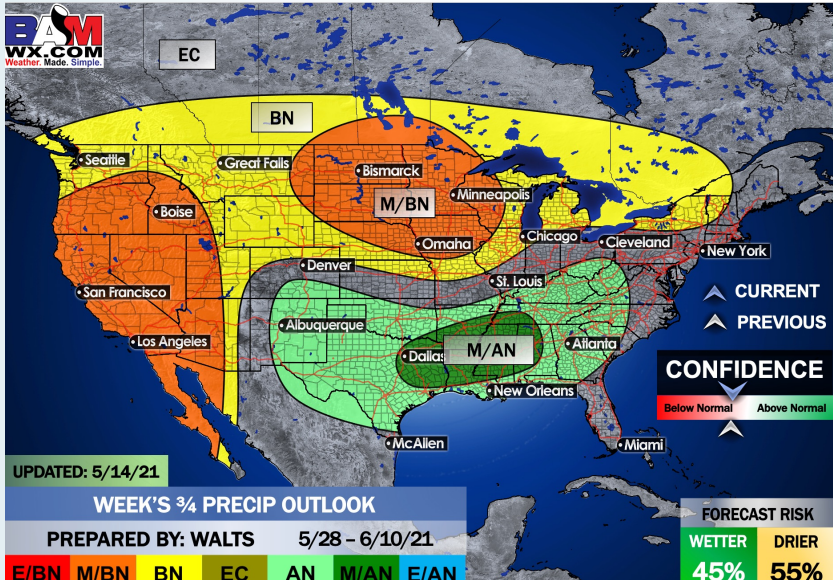 BAM
WX.COM
Weather. Made. Simple.
EC
BN
Seattle
Great Falls
Bismarck
Minneapolis
M/BN
Boise
Omaha
Chicago
Cleveland
New York
Denver
St. Louis
San Francisco
CURRENT
PREVIOUS
Albuquerque
Los Angeles
Dallas
M/AN
Atlanta
CONFIDENCE
Below Normal
Above Normal
New Orleans
McAllen
Miami
UPDATED: 5/14/21
WEEK'S ¾ PRECIP OUTLOOK
PREPARED BY: WALTS 5/28 – 6/10/21
E/BN M/BN BN EC AN M/AN E/AN
FORECAST RISK
WETTER DRIER
45% 55%